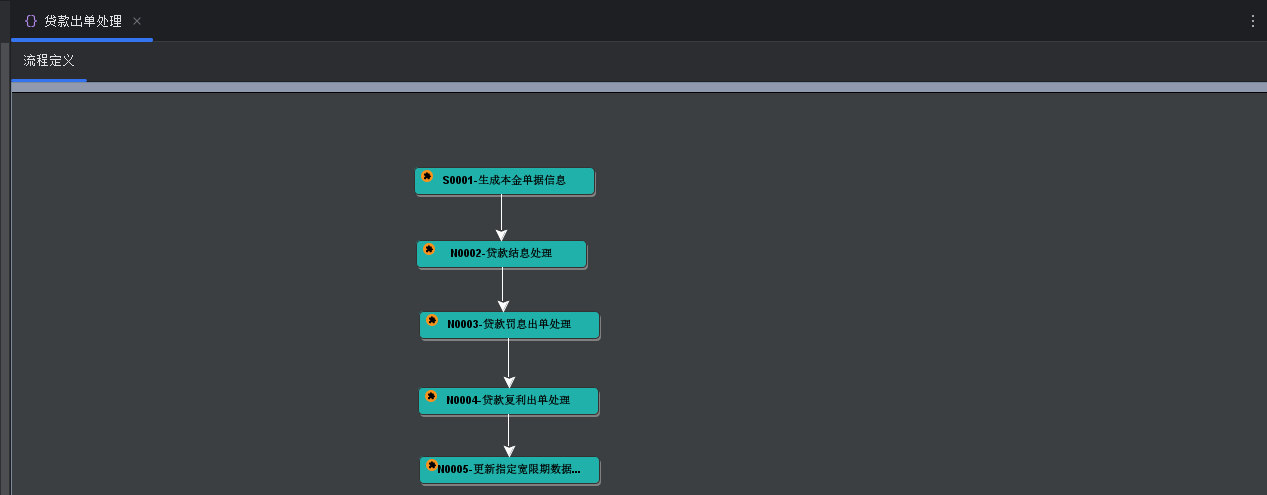 贷款出单处理
流程定义
S0001-生成本金单据信息
N0002-贷款结息处理
N0003-贷款罚息出单处理
N0004-贷款复利出单处理
N0005-更新指定宽限期数据...